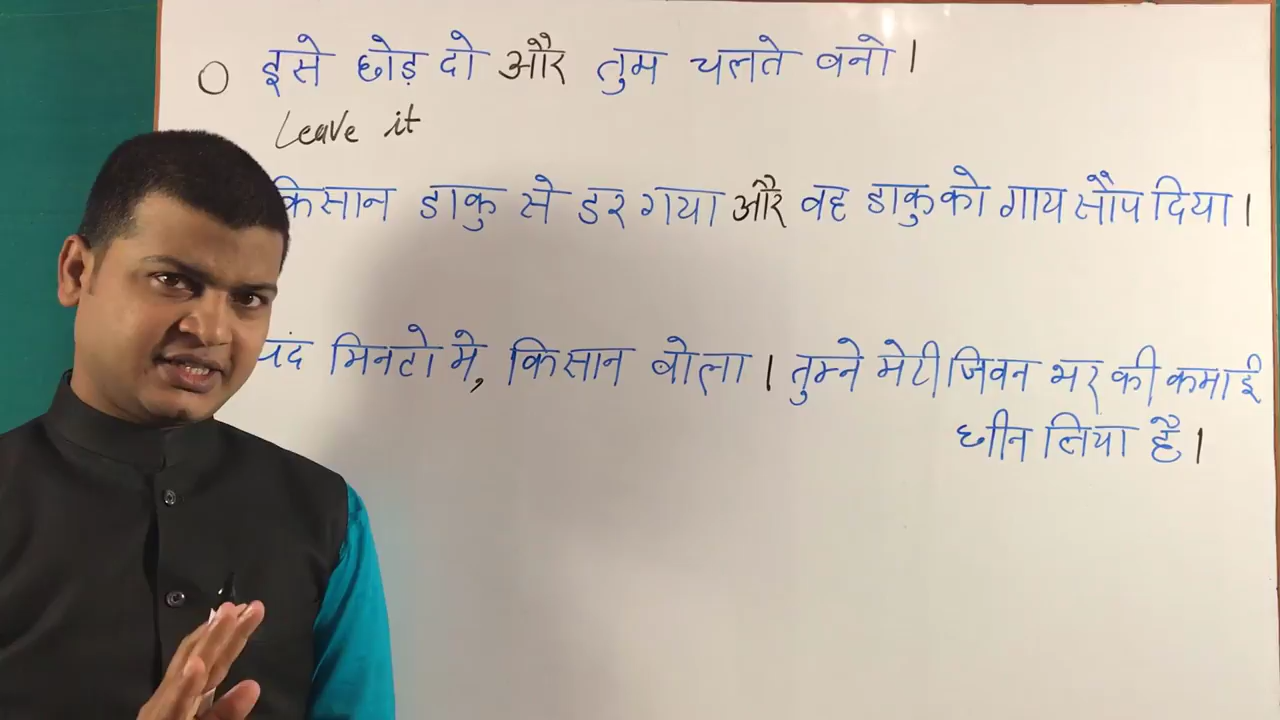 इसे छोड़ दो और तुम चलते बनो।
Leave it
किसान डाकु से डर गया और वह डाकु को गाय सौप दिया।
चंद मिनटो मे, किसान बोला। तुम्ने मेरी जिवन भर की कमाई
छीन लिया है।